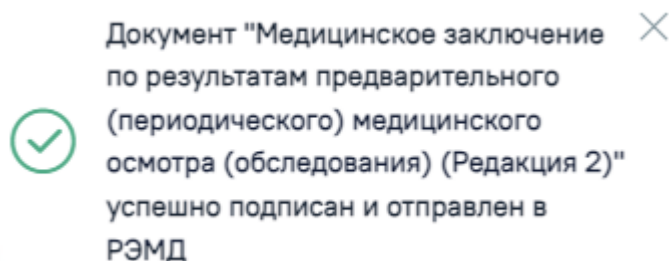 Документ "Медицинское заключение
по результатам предварительного
(периодического) медицинского
осмотра (обследования) (Редакция 2)"
успешно подписан и отправлен в
РЭМД